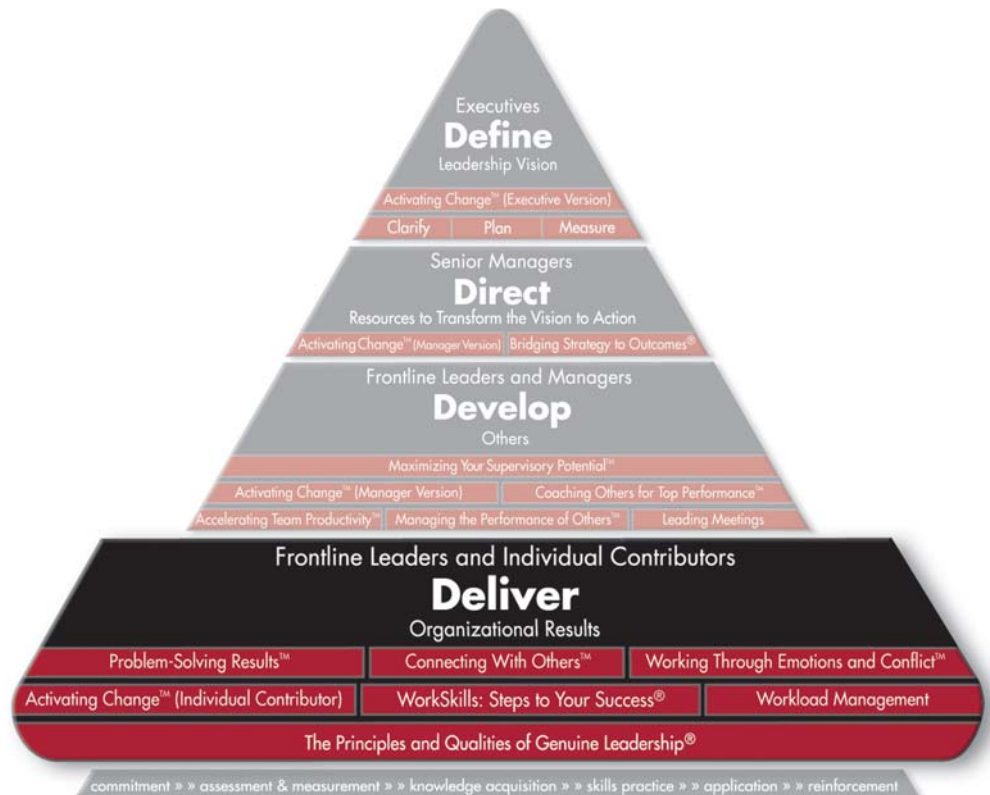 Executives
Define
Leadership Vision
Activating Change™ (Executive Version)
Clarify Plan Measure
Senior Managers
Direct
Resources to Transform the Vision to Action
Activating Change™ (Manager Version) Bridging Strategy to Outcomes®
Frontline Leaders and Managers
Develop
Others
Maximizing Your Supervisory Potential™
Activating Change™ (Manager Version) Coaching Others for Top Performance™
Accelerating Team Productivity™ Managing the Performance of Others™ Leading Meetings
Frontline Leaders and Individual Contributors
Deliver
Organizational Results
Problem-Solving Results™ Connecting With Others™ Working Through Emotions and Conflict™
Activating Change™ (Individual Contributor) WorkSkills: Steps to Your Success® Workload Management
The Principles and Qualities of Genuine Leadership®
commitment » » assessment & measurement » » knowledge acquisition » » skills practice » » application » » reinforcement